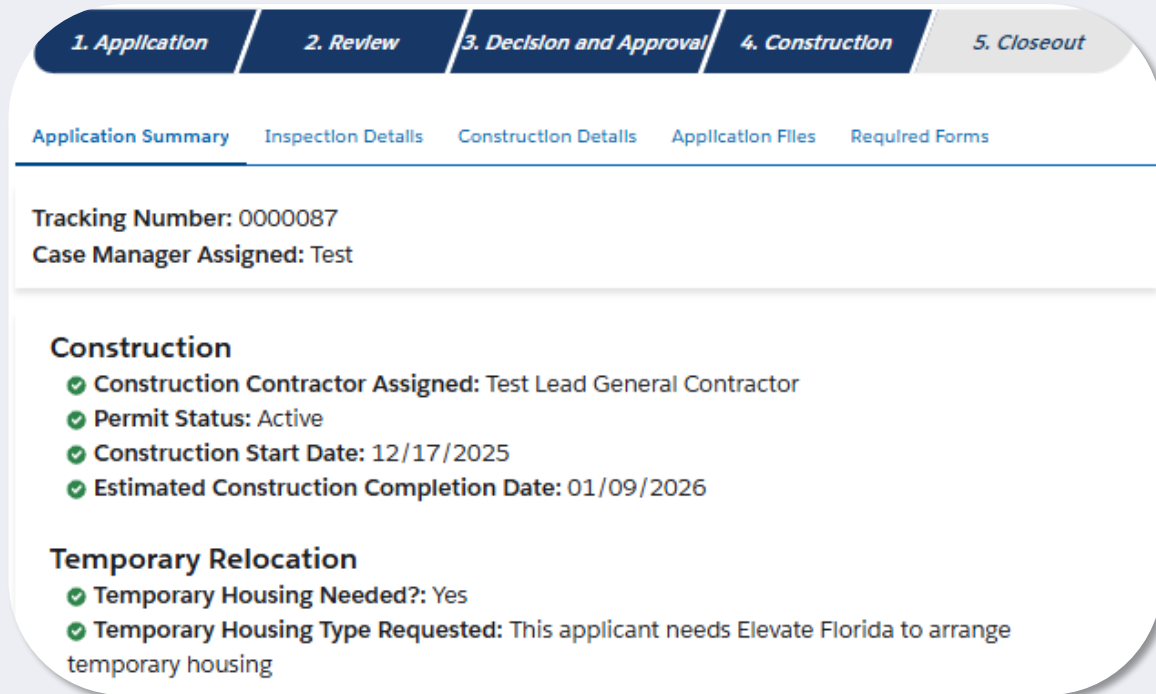 1. Application 2. Review 3. Decision and Approval 4. Construction 5. Closeout
Application Summary Inspection Details Construction Details Application Files Required Forms
Tracking Number: 0000087
Case Manager Assigned: Test
Construction
Construction Contractor Assigned: Test Lead General Contractor
Permit Status: Active
Construction Start Date: 12/17/2025
Estimated Construction Completion Date: 01/09/2026
Temporary Relocation
Temporary Housing Needed?: Yes
Temporary Housing Type Requested: This applicant needs Elevate Florida to arrange
temporary housing